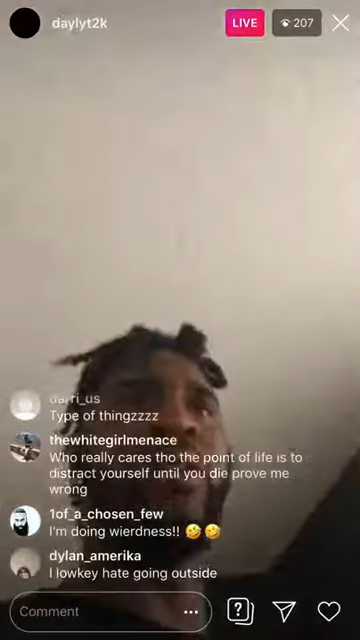 daylyt2k
LIVE
207
darri_us
Type of thingzzzz
thewhitegirlmenace
Who really cares tho the point of life is to
distract yourself until you die prove me
wrong
1of_a_chosen_few
I'm doing wierdness!! 🤣🤣
dylan_amerika
I lowkey hate going outside
Comment